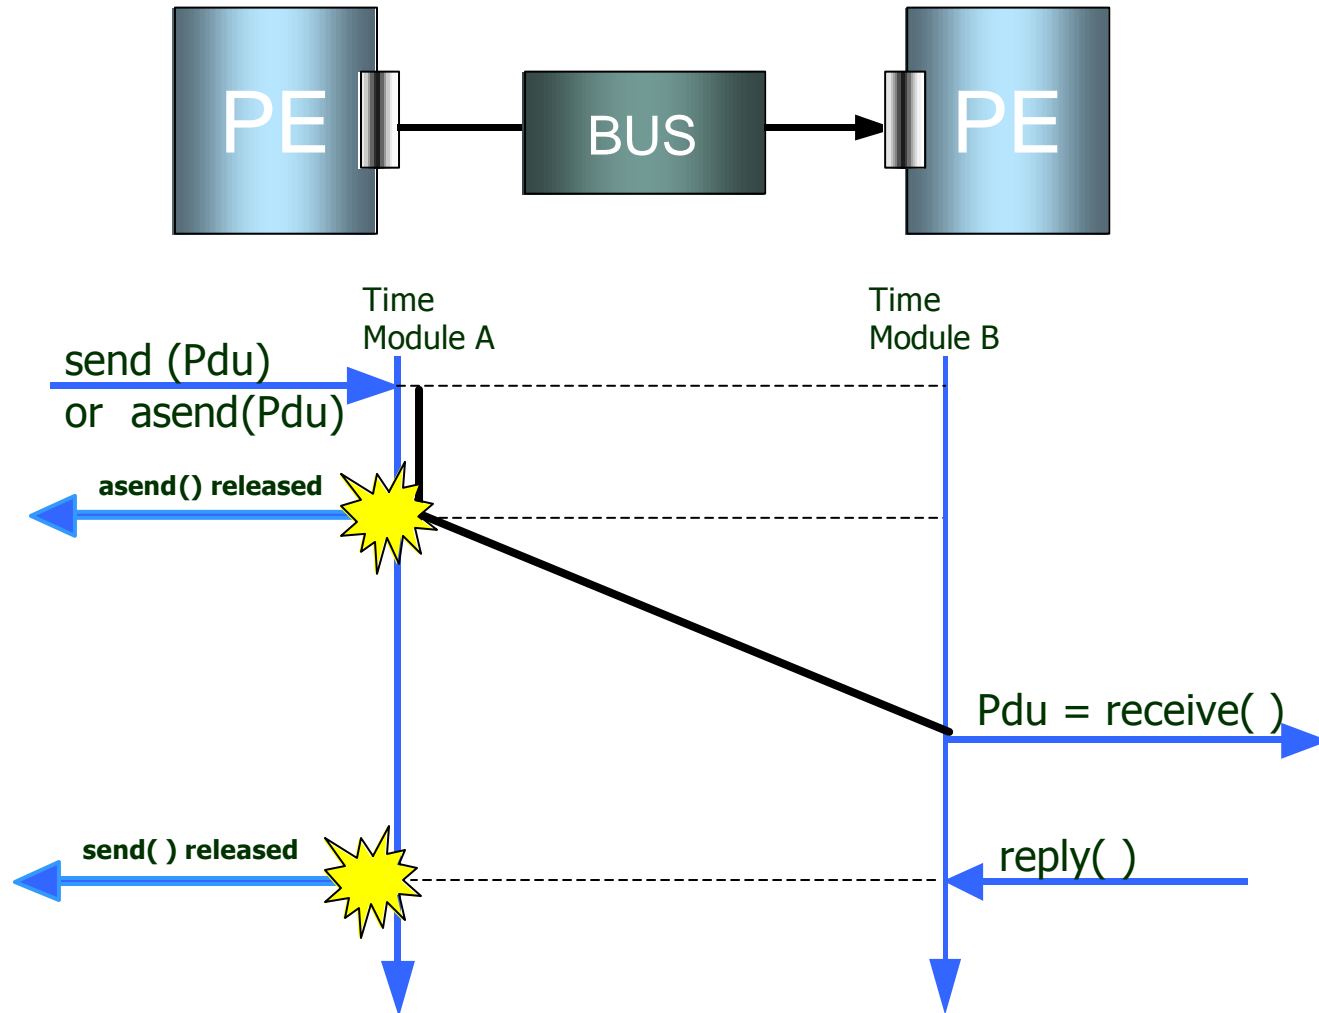 PE
BUS
PE
Time
Module A
Time
Module B
send (Pdu)
or asend(Pdu)
asend() released
Pdu = receive( )
send( ) released
reply( )